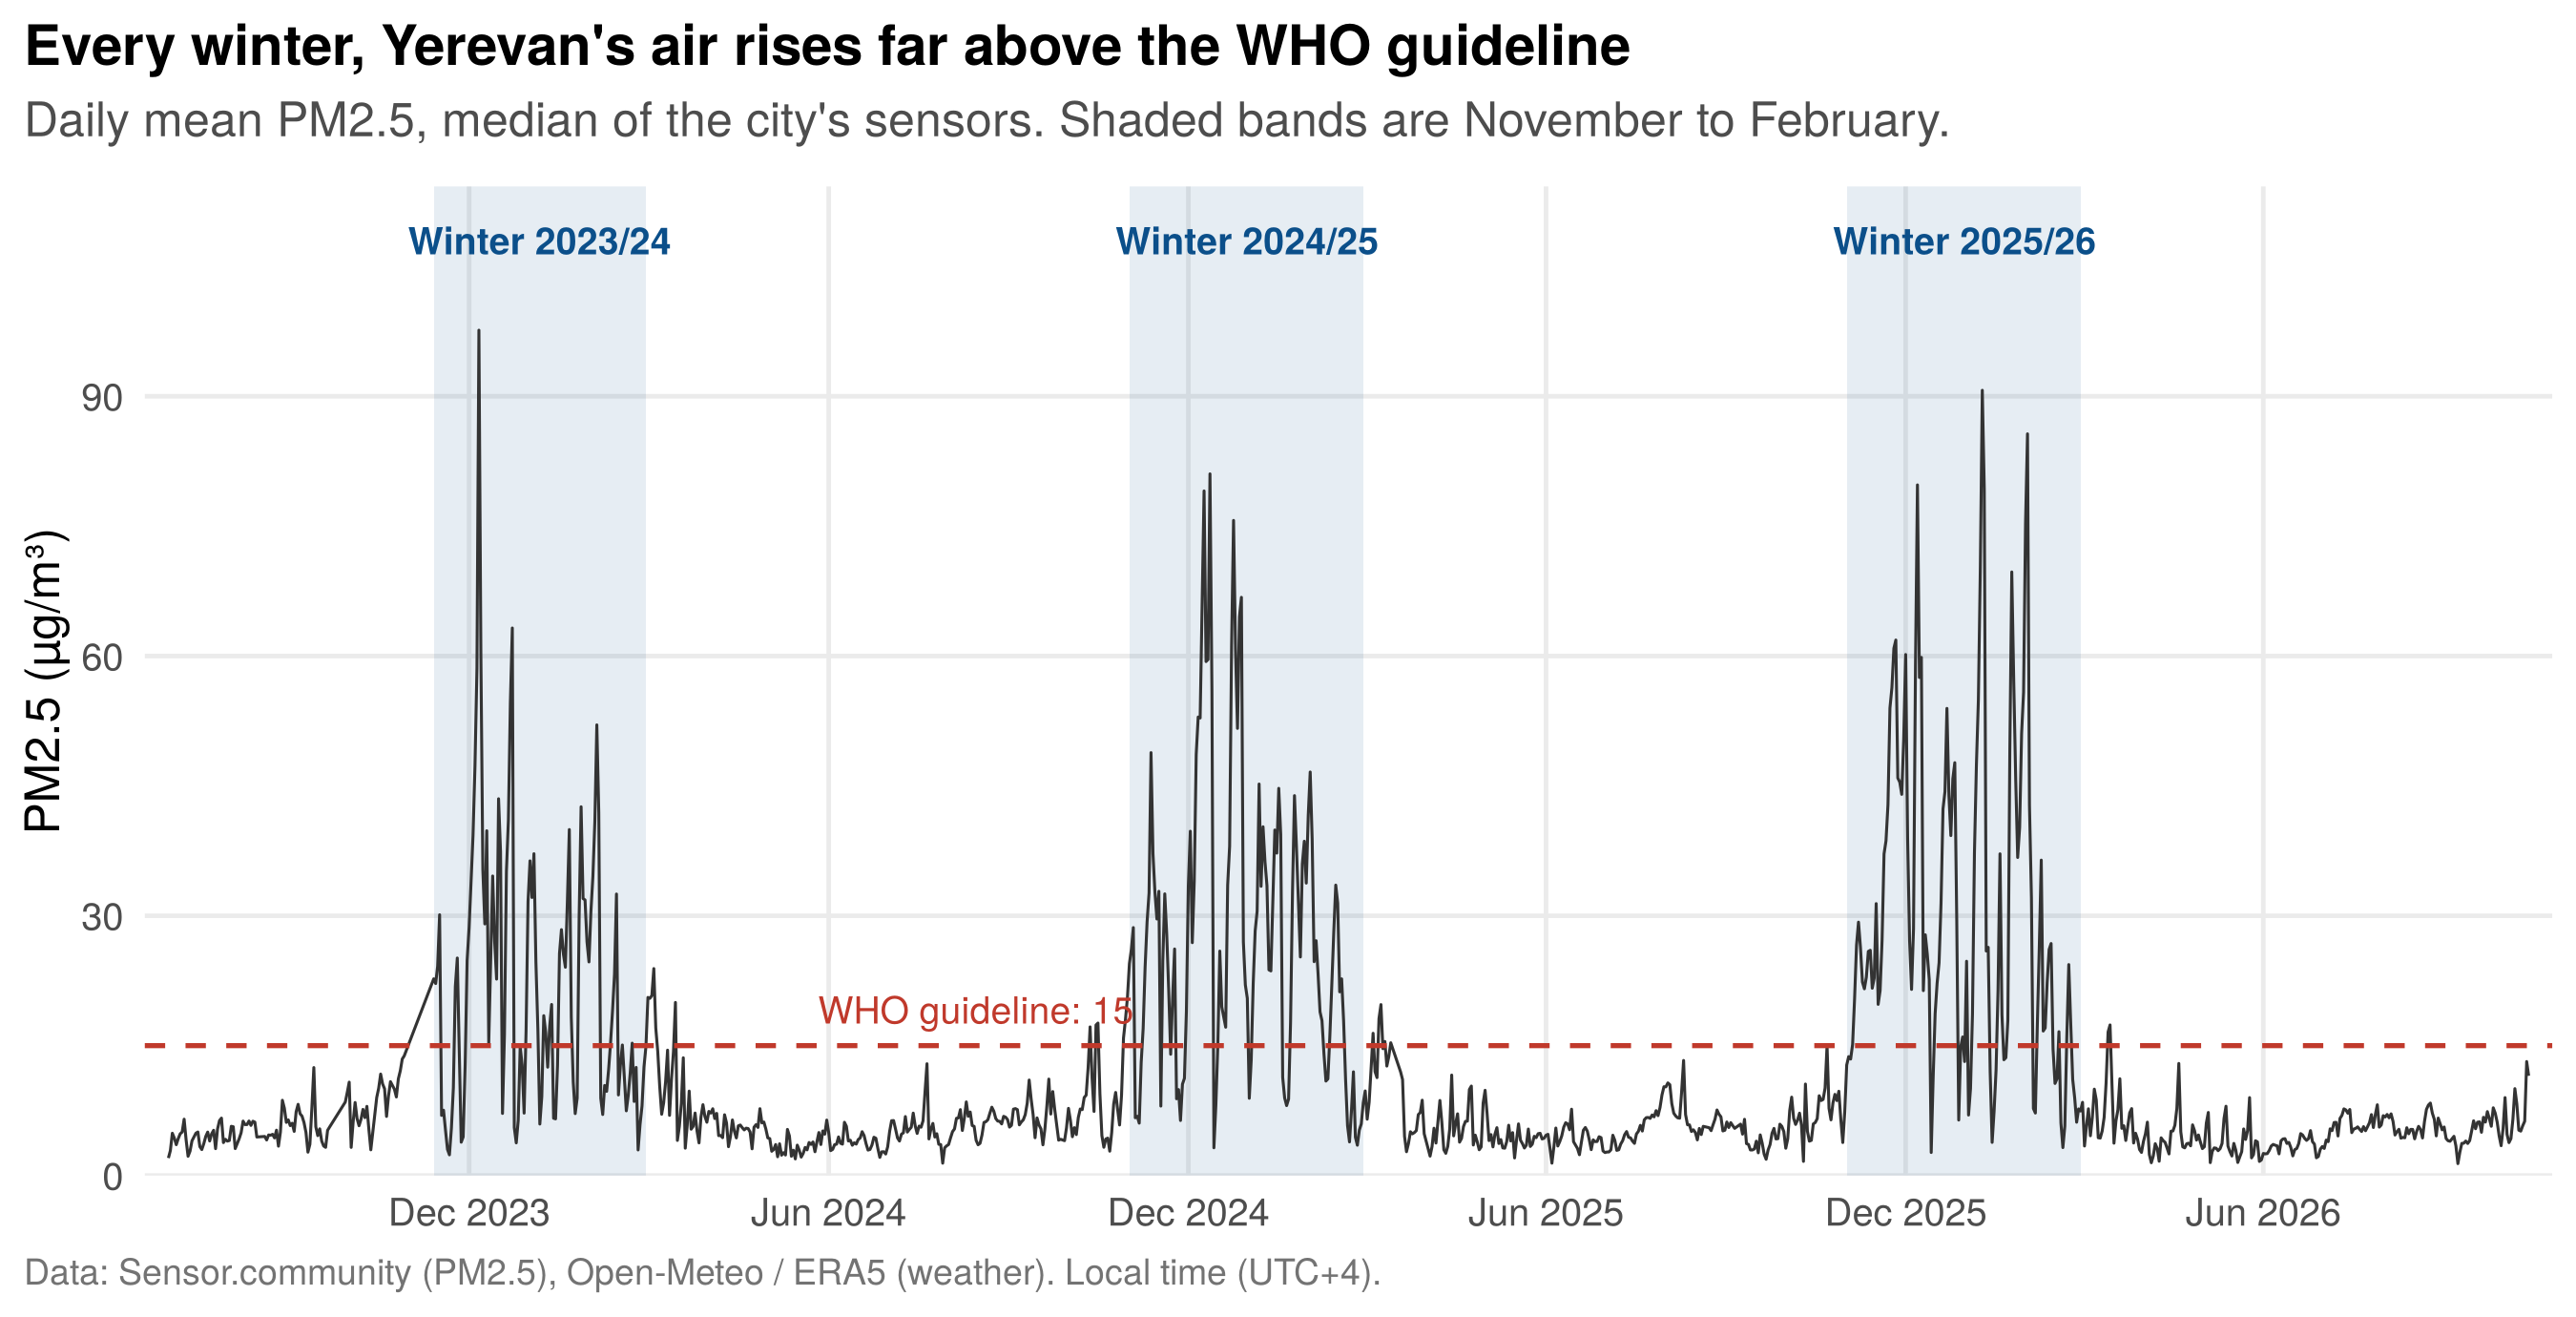 Every winter, Yerevan's air rises far above the WHO guideline
Daily mean PM2.5, median of the city's sensors. Shaded bands are November to February.
Winter 2023/24
Winter 2024/25
Winter 2025/26
PM2.5 (µg/m³)
90
60
30
0
WHO guideline: 15
Dec 2023
Jun 2024
Dec 2024
Jun 2025
Dec 2025
Jun 2026
Data: Sensor.community (PM2.5), Open-Meteo / ERA5 (weather). Local time (UTC+4).